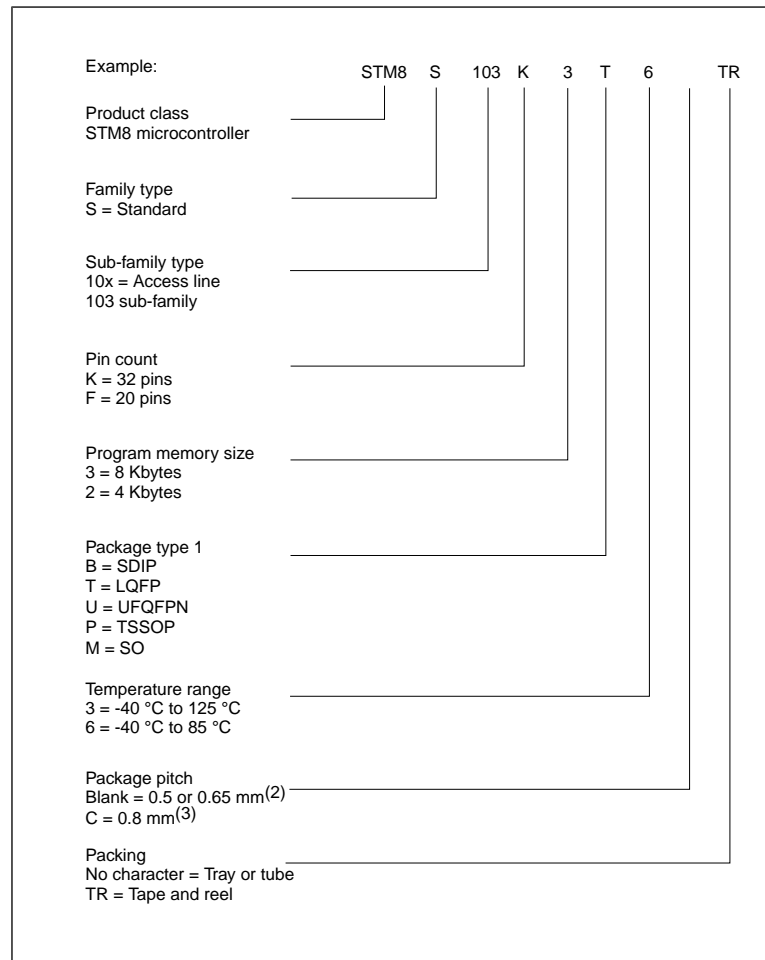 Example: STM8 S 103 K 3 T 6 TR
Product class
STM8 microcontroller
Family type
S = Standard
Sub-family type
10x = Access line
103 sub-family
Pin count
K = 32 pins
F = 20 pins
Program memory size
3 = 8 Kbytes
2 = 4 Kbytes
Package type 1
B = SDIP
T = LQFP
U = UFQFPN
P = TSSOP
M = SO
Temperature range
3 = -40 °C to 125 °C
6 = -40 °C to 85 °C
Package pitch
Blank = 0.5 or 0.65 mm(2)
C = 0.8 mm(3)
Packing
No character = Tray or tube
TR = Tape and reel